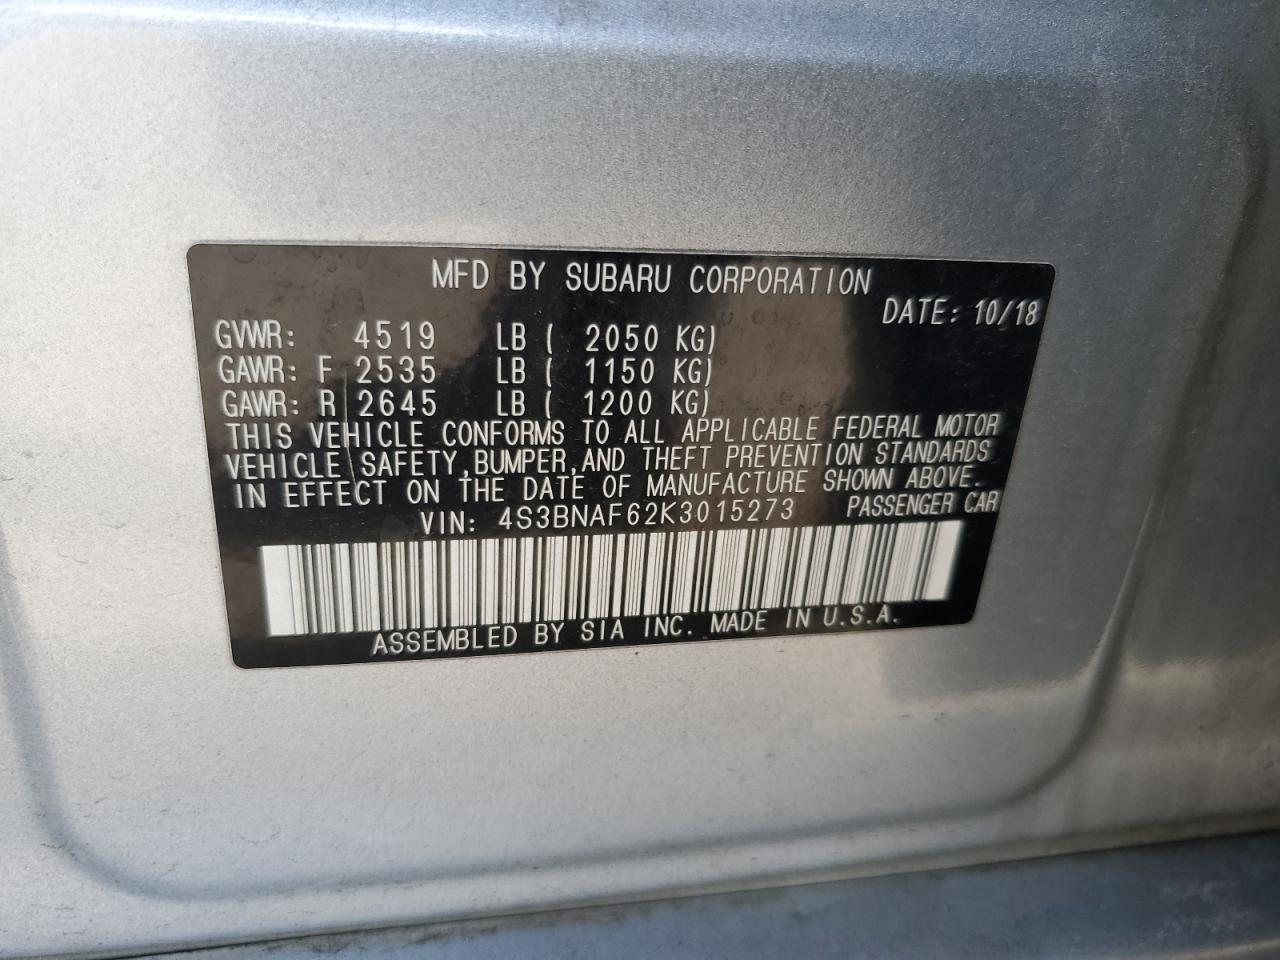 MFD BY SUBARU CORPORATION
DATE: 10/18
GVWR: 4519 LB ( 2050 KG)
GAWR: F 2535 LB ( 1150 KG)
GAWR: R 2645 LB ( 1200 KG)
THIS VEHICLE CONFORMS TO ALL APPLICABLE FEDERAL MOTOR
VEHICLE SAFETY,BUMPER,AND THEFT PREVENTION STANDARDS
IN EFFECT ON THE DATE OF MANUFACTURE SHOWN ABOVE.
VIN: 4S3BNAF62K3015273 PASSENGER CAR
ASSEMBLED BY SIA INC. MADE IN U.S.A.